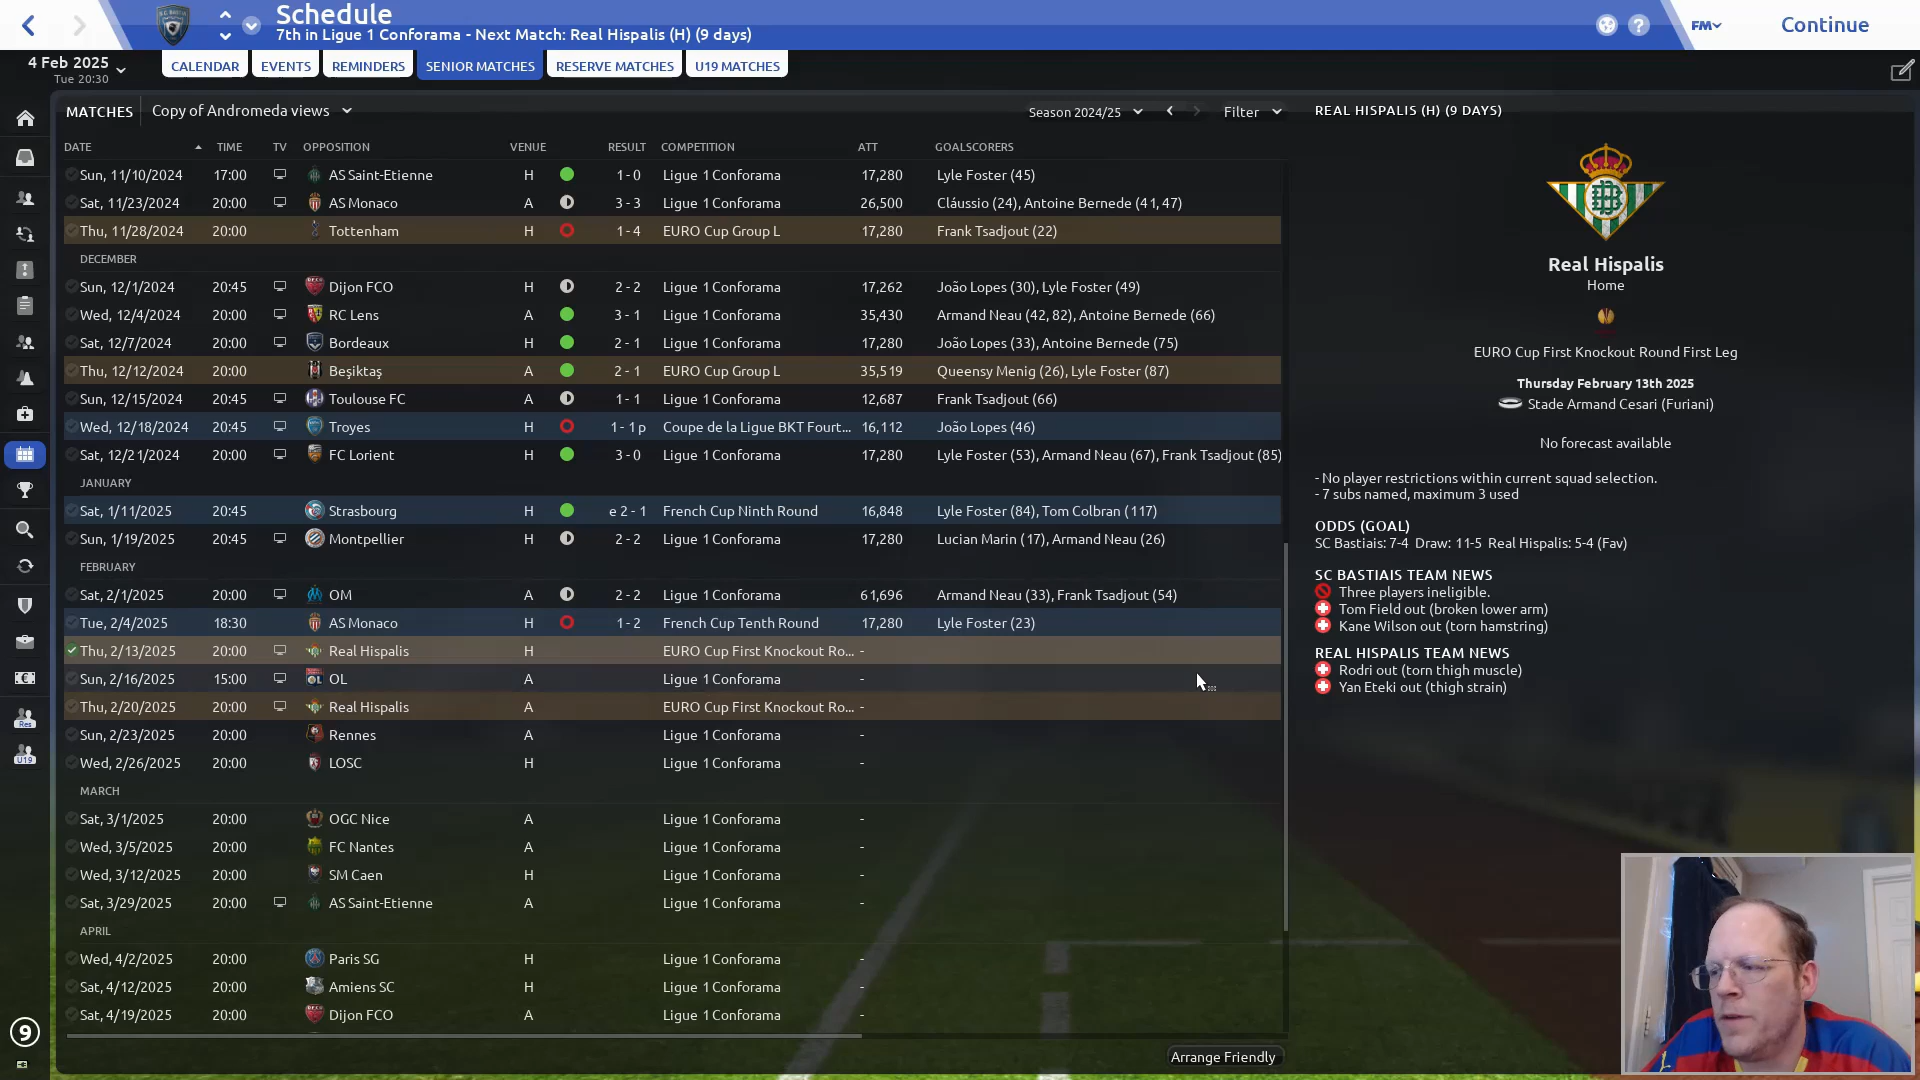 Schedule
7th in Ligue 1 Conforama - Next Match: Real Hispalis (H) (9 days)
FM
Continue
4 Feb 2025
Tue 20:30
CALENDAR EVENTS REMINDERS SENIOR MATCHES RESERVE MATCHES U19 MATCHES
MATCHES Copy of Andromeda views Season 2024/25 Filter
DATE TIME TV OPPOSITION VENUE RESULT COMPETITION ATT GOALSCORERS
Sun, 11/10/2024 17:00 AS Saint-Etienne H 1 - 0 Ligue 1 Conforama 17,280 Lyle Foster (45)
Sat, 11/23/2024 20:00 AS Monaco A 3 - 3 Ligue 1 Conforama 26,500 Cláussio (24), Antoine Bernede (41, 47)
Thu, 11/28/2024 20:00 Tottenham H 1 - 4 EURO Cup Group L 17,280 Frank Tsadjout (22)
DECEMBER
Sun, 12/1/2024 20:45 Dijon FCO H 2 - 2 Ligue 1 Conforama 17,262 João Lopes (30), Lyle Foster (49)
Wed, 12/4/2024 20:00 RC Lens A 3 - 1 Ligue 1 Conforama 35,430 Armand Neau (42, 82), Antoine Bernede (66)
Sat, 12/7/2024 20:00 Bordeaux H 2 - 1 Ligue 1 Conforama 17,280 João Lopes (33), Antoine Bernede (75)
Thu, 12/12/2024 20:00 Beşiktaş A 2 - 1 EURO Cup Group L 35,519 Queensy Menig (26), Lyle Foster (87)
Sun, 12/15/2024 20:45 Toulouse FC A 1 - 1 Ligue 1 Conforama 12,687 Frank Tsadjout (66)
Wed, 12/18/2024 20:45 Troyes H 1 - 1 p Coupe de la Ligue BKT Fourt... 16,112 João Lopes (46)
Sat, 12/21/2024 20:00 FC Lorient H 3 - 0 Ligue 1 Conforama 17,280 Lyle Foster (53), Armand Neau (67), Frank Tsadjout (85)
JANUARY
Sat, 1/11/2025 20:45 Strasbourg H e 2 - 1 French Cup Ninth Round 16,848 Lyle Foster (84), Tom Colbran (117)
Sun, 1/19/2025 20:45 Montpellier H 2 - 2 Ligue 1 Conforama 17,280 Lucian Marin (17), Armand Neau (26)
FEBRUARY
Sat, 2/1/2025 20:00 OM A 2 - 2 Ligue 1 Conforama 61,696 Armand Neau (33), Frank Tsadjout (54)
Tue, 2/4/2025 18:30 AS Monaco H 1 - 2 French Cup Tenth Round 17,280 Lyle Foster (23)
Thu, 2/13/2025 20:00 Real Hispalis H EURO Cup First Knockout Ro... -
Sun, 2/16/2025 15:00 OL A Ligue 1 Conforama -
Thu, 2/20/2025 20:00 Real Hispalis A EURO Cup First Knockout Ro... -
Sun, 2/23/2025 20:00 Rennes A Ligue 1 Conforama -
Wed, 2/26/2025 20:00 LOSC H Ligue 1 Conforama -
MARCH
Sat, 3/1/2025 20:00 OGC Nice A Ligue 1 Conforama -
Wed, 3/5/2025 20:00 FC Nantes A Ligue 1 Conforama -
Wed, 3/12/2025 20:00 SM Caen H Ligue 1 Conforama -
Sat, 3/29/2025 20:00 AS Saint-Etienne A Ligue 1 Conforama -
APRIL
Wed, 4/2/2025 20:00 Paris SG H Ligue 1 Conforama -
Sat, 4/12/2025 20:00 Amiens SC H Ligue 1 Conforama -
Sat, 4/19/2025 20:00 Dijon FCO A Ligue 1 Conforama -
Arrange Friendly
REAL HISPALIS (H) (9 DAYS)
Real Hispalis
Home
EURO Cup First Knockout Round First Leg
Thursday February 13th 2025
Stade Armand Cesari (Furiani)
No forecast available
- No player restrictions within current squad selection.
- 7 subs named, maximum 3 used
ODDS (GOAL)
SC Bastiais: 7-4 Draw: 11-5 Real Hispalis: 5-4 (Fav)
SC BASTIAIS TEAM NEWS
Three players ineligible.
Tom Field out (broken lower arm)
Kane Wilson out (torn hamstring)
REAL HISPALIS TEAM NEWS
Rodri out (torn thigh muscle)
Yan Eteki out (thigh strain)
Res
U19
9